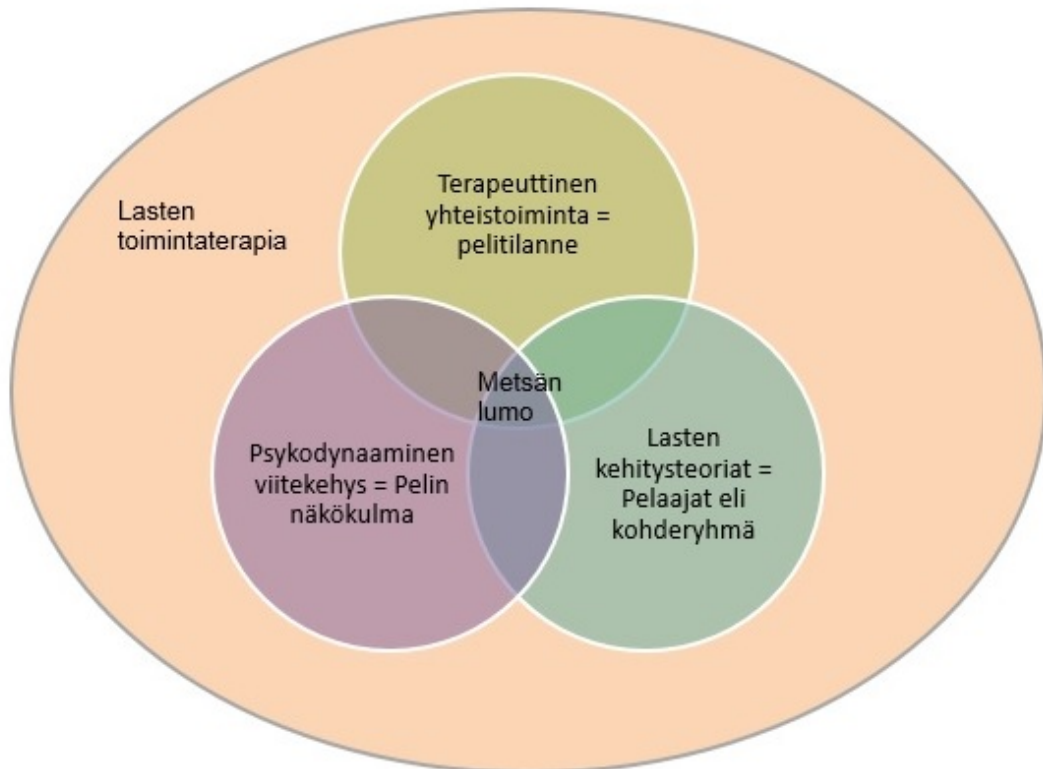 Terapeuttinen
yhteistoiminta =
pelitilanne
Lasten
toimintaterapia
Metsän
lumo
Psykodynaaminen
viitekehys = Pelin
näkökulma
Lasten
kehitysteoriat =
Pelaajat eli
kohderyhmä